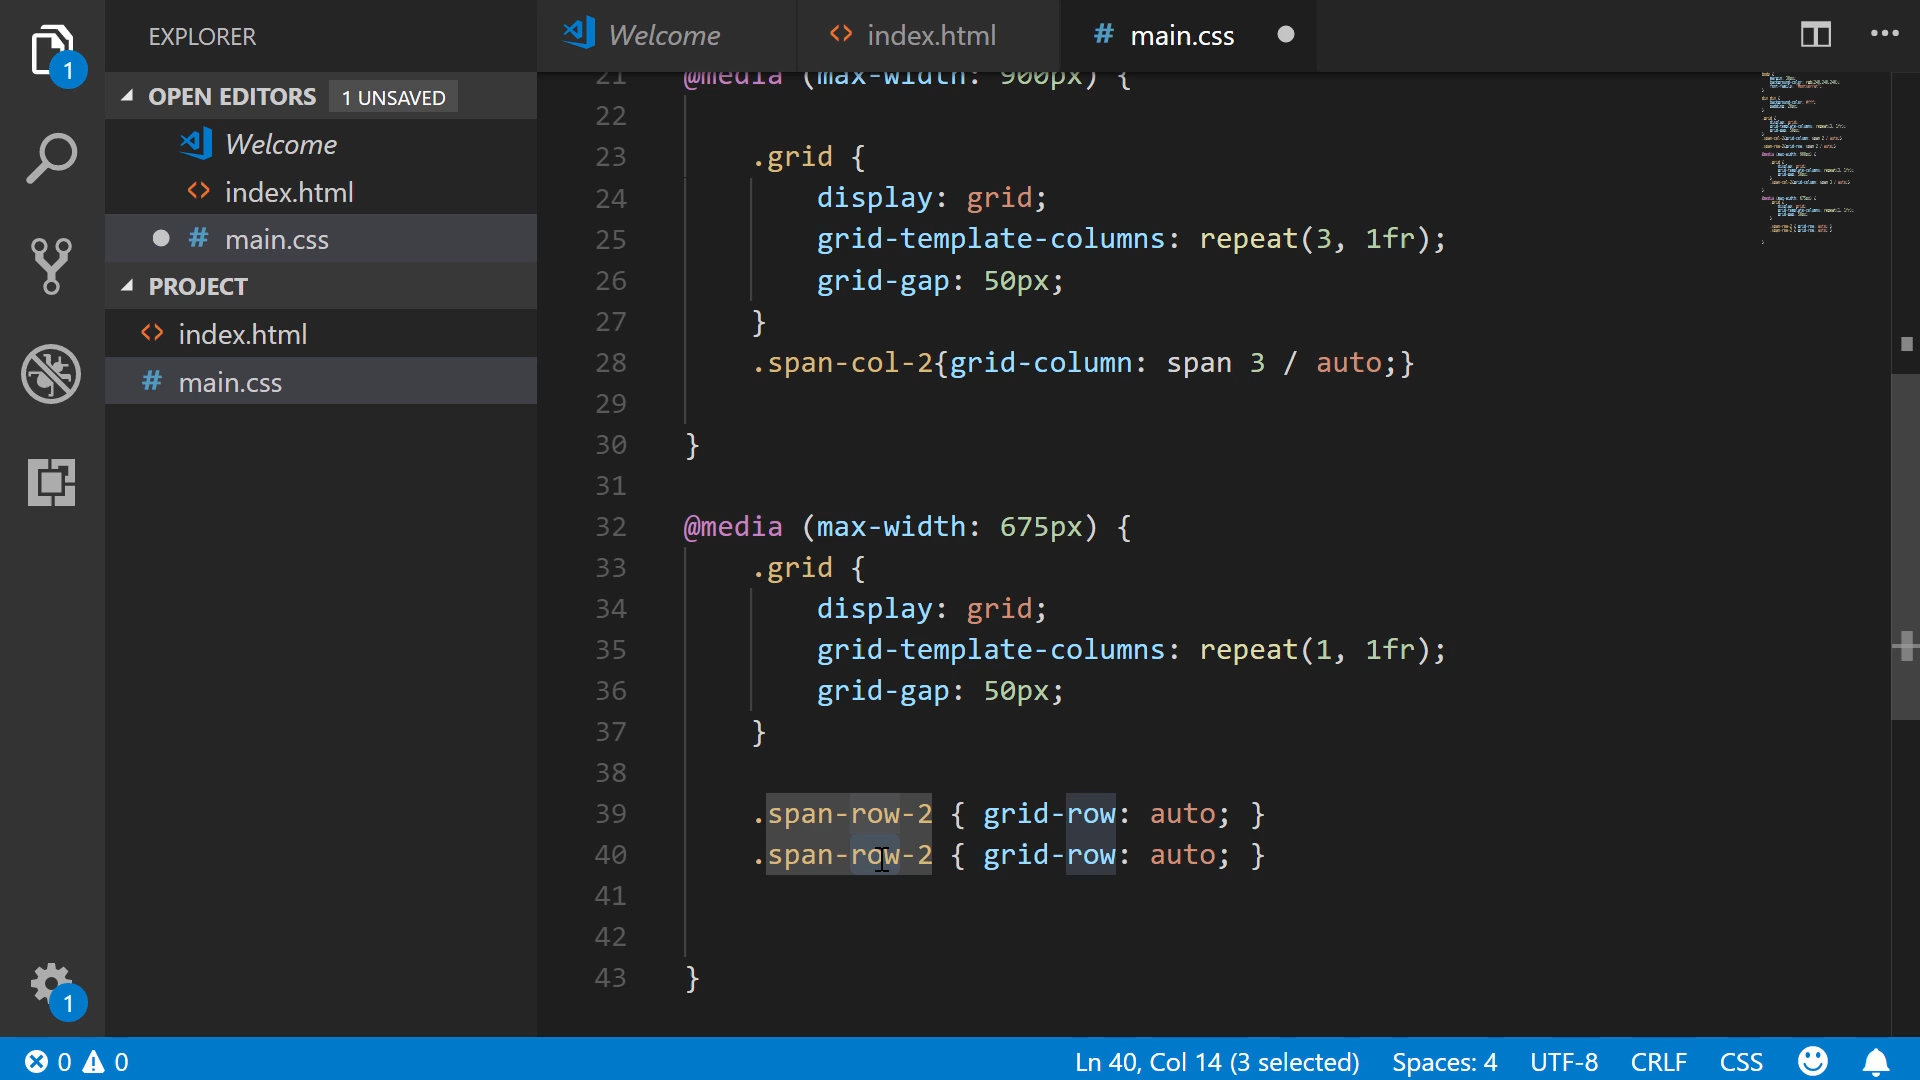 EXPLORER
Welcome
index.html
main.css
1
OPEN EDITORS
1 UNSAVED
Welcome
index.html
main.css
PROJECT
index.html
main.css
21 @media (max-width: 900px) {
22
23 .grid {
24 display: grid;
25 grid-template-columns: repeat(3, 1fr);
26 grid-gap: 50px;
27 }
28 .span-col-2{grid-column: span 3 / auto;}
29
30 }
31
32 @media (max-width: 675px) {
33 .grid {
34 display: grid;
35 grid-template-columns: repeat(1, 1fr);
36 grid-gap: 50px;
37 }
38
39 .span-row-2 { grid-row: auto; }
40 .span-row-2 { grid-row: auto; }
41
42
43 }
1
0 0
Ln 40, Col 14 (3 selected)
Spaces: 4
UTF-8
CRLF
CSS